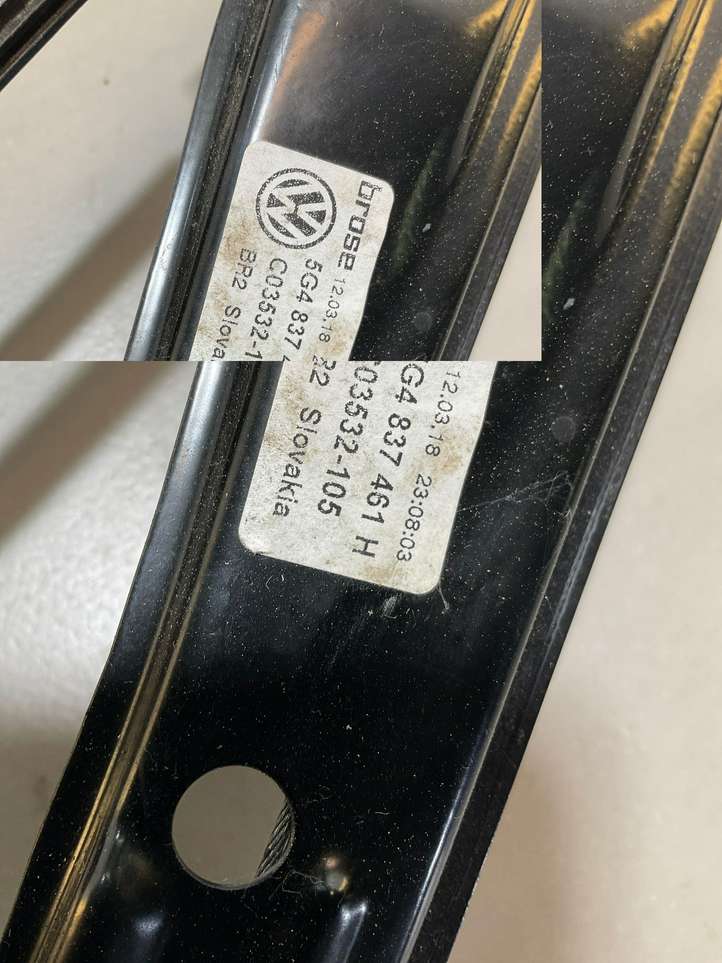 brose 12.03.18
5G4 837
C03532-1
BR2 Slova
12.03.18 23:08:03
G4 837 461 H
03532-105
Slovakia